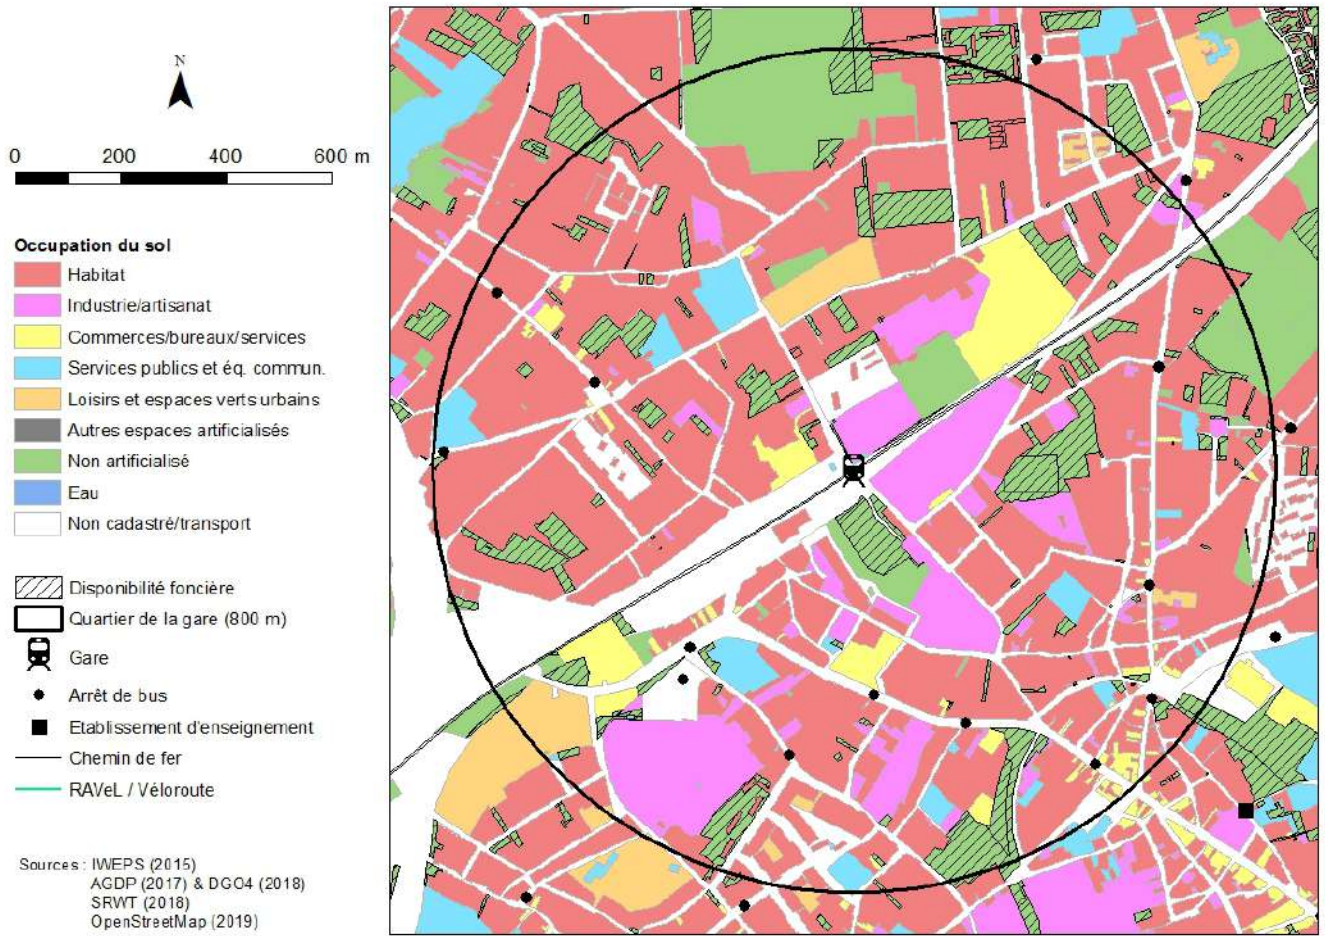 N
0 200 400 600 m
Occupation du sol
Habitat
Industrie/artisanat
Commerces/bureaux/services
Services publics et éq. commun.
Loisirs et espaces verts urbains
Autres espaces artificialisés
Non artificialisé
Eau
Non cadastré/transport
Disponibilité foncière
Quartier de la gare (800 m)
Gare
Arrêt de bus
Etablissement d'enseignement
Chemin de fer
RAVeL / Véloroute
Sources : IWEPS (2015)
AGDP (2017) & DGO4 (2018)
SRWT (2018)
OpenStreetMap (2019)